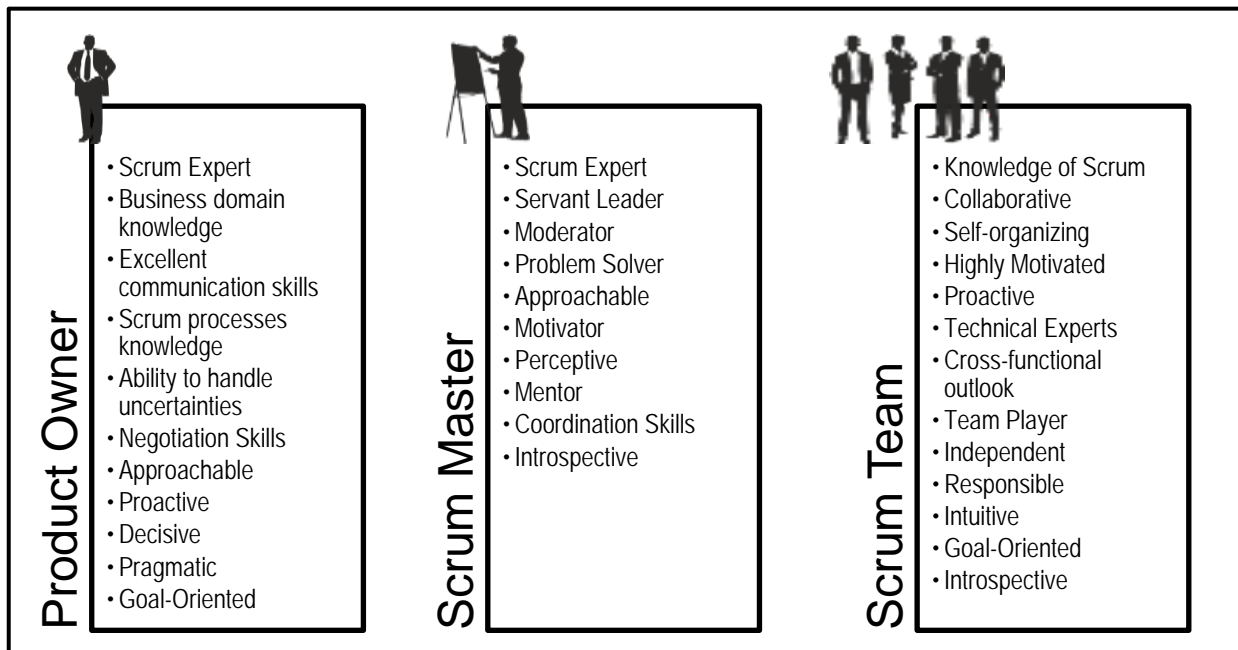 Product Owner
• Scrum Expert
• Business domain
knowledge
• Excellent
communication skills
• Scrum processes
knowledge
• Ability to handle
uncertainties
• Negotiation Skills
• Approachable
• Proactive
• Decisive
• Pragmatic
• Goal-Oriented
Scrum Master
• Scrum Expert
• Servant Leader
• Moderator
• Problem Solver
• Approachable
• Motivator
• Perceptive
• Mentor
• Coordination Skills
• Introspective
Scrum Team
• Knowledge of Scrum
• Collaborative
• Self-organizing
• Highly Motivated
• Proactive
• Technical Experts
• Cross-functional
outlook
• Team Player
• Independent
• Responsible
• Intuitive
• Goal-Oriented
• Introspective